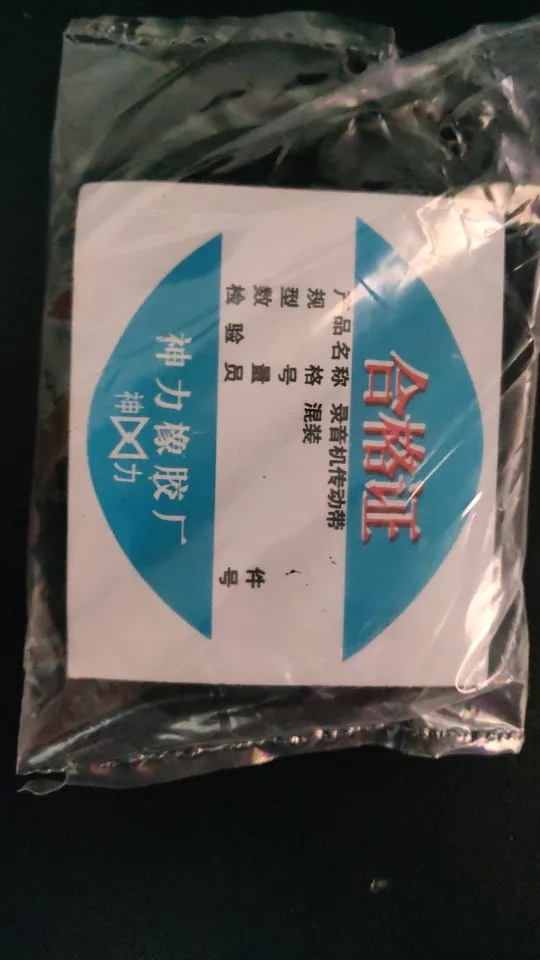 合格证
产品名称 录音机传动带
规格 混装
型号
数量 件
检验员 号
神力橡胶厂
神力